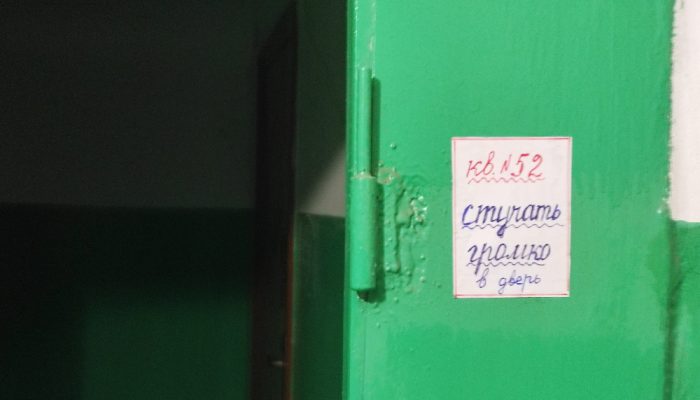 кв. №52
стучать
громко
в дверь